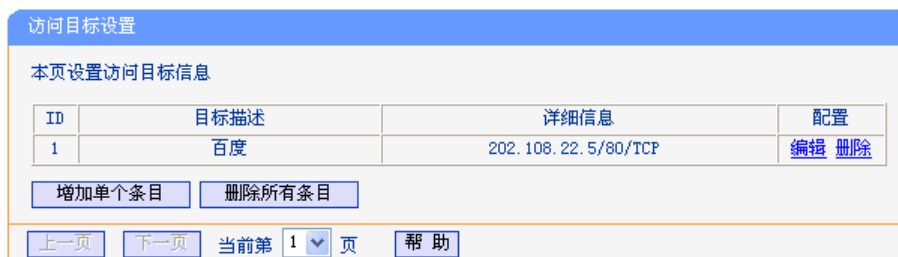 访问目标设置
本页设置访问目标信息
ID 目标描述 详细信息 配置
1 百度 202.108.22.5/80/TCP 编辑 删除
增加单个条目 删除所有条目
上一页 下一页 当前第 1 页 帮 助